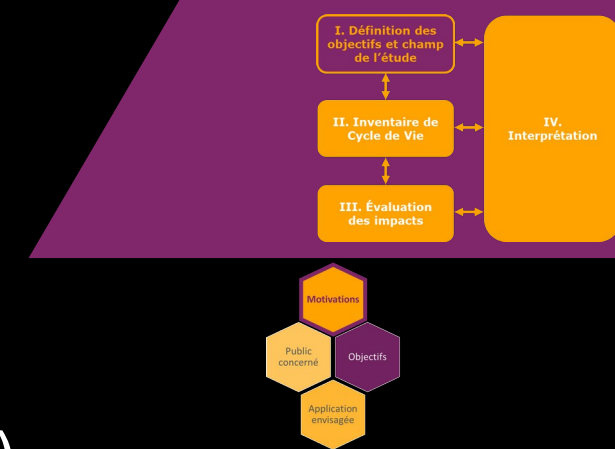 I. Définition des
objectifs et champ
de l'étude
II. Inventaire de
Cycle de Vie
IV.
Interprétation
III. Évaluation
des impacts
Motivations
Public
concerné
Objectifs
Application
envisagée
)